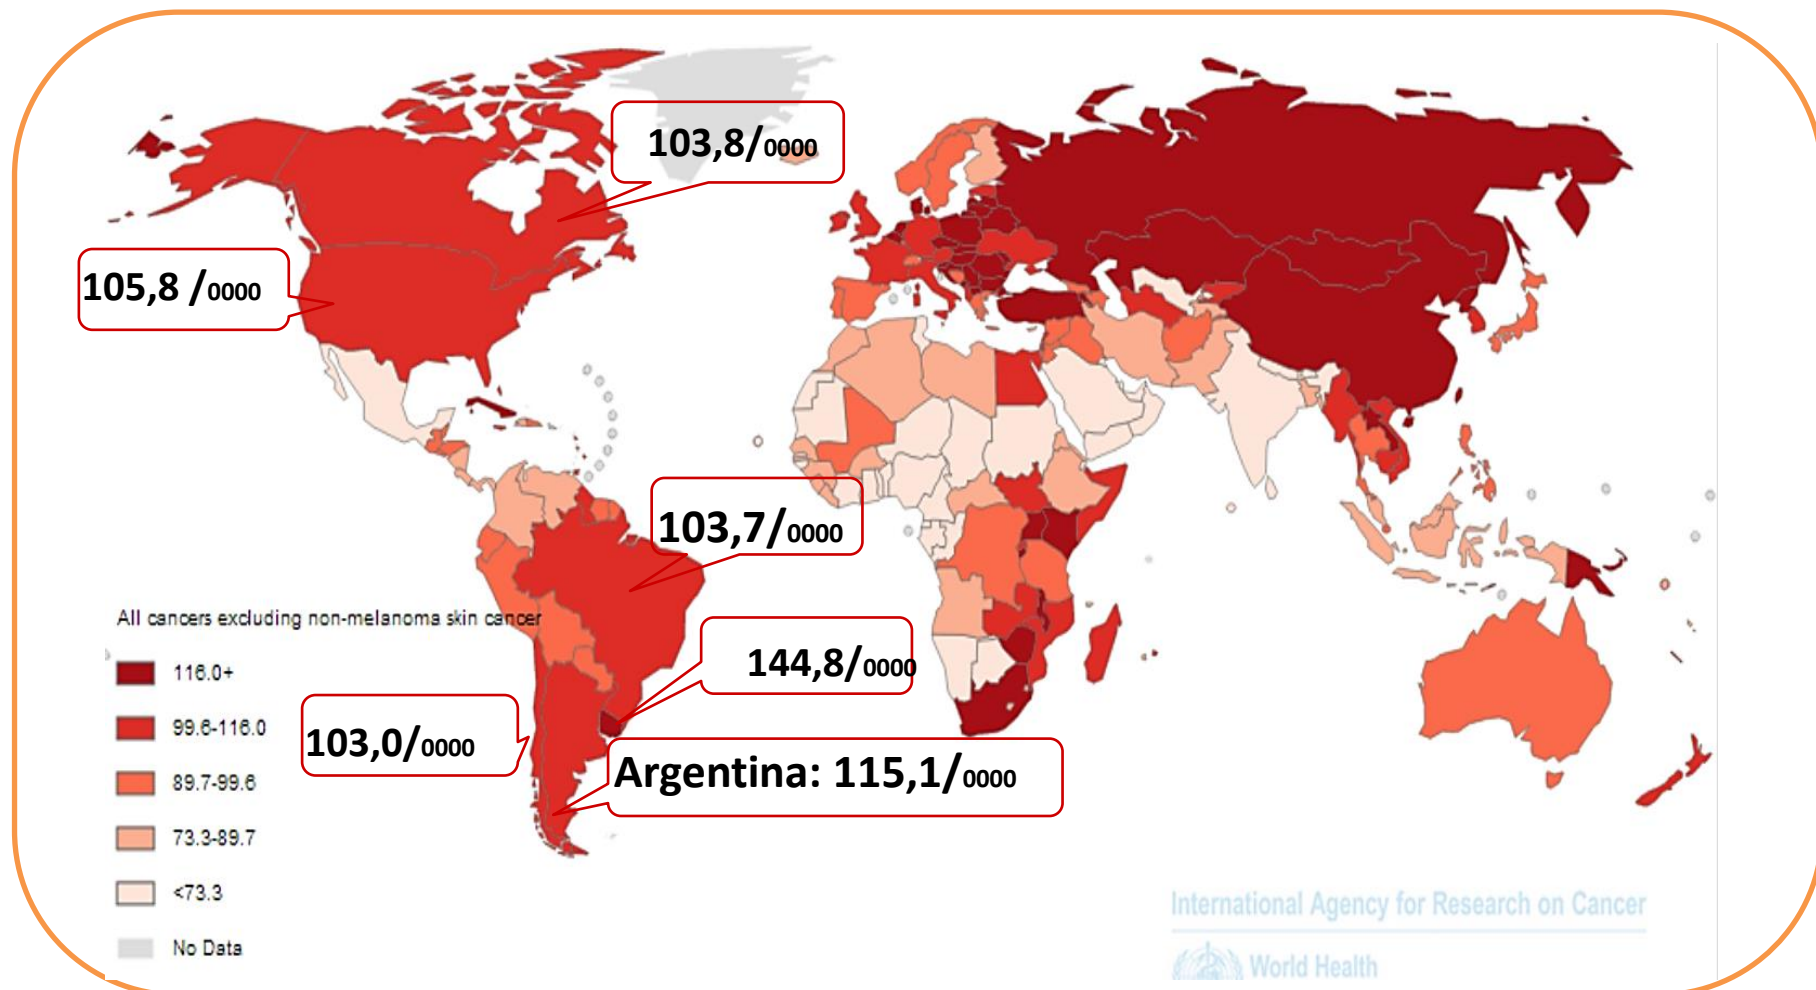 103,8/0000
105,8 /0000
103,7/0000
All cancers excluding non-melanoma skin cancer
116.0+
144,8/0000
99.6-116.0
103,0/0000
Argentina: 115,1/0000
89.7-99.6
73.3-89.7
<73.3
No Data
International Agency for Research on Cancer
World Health